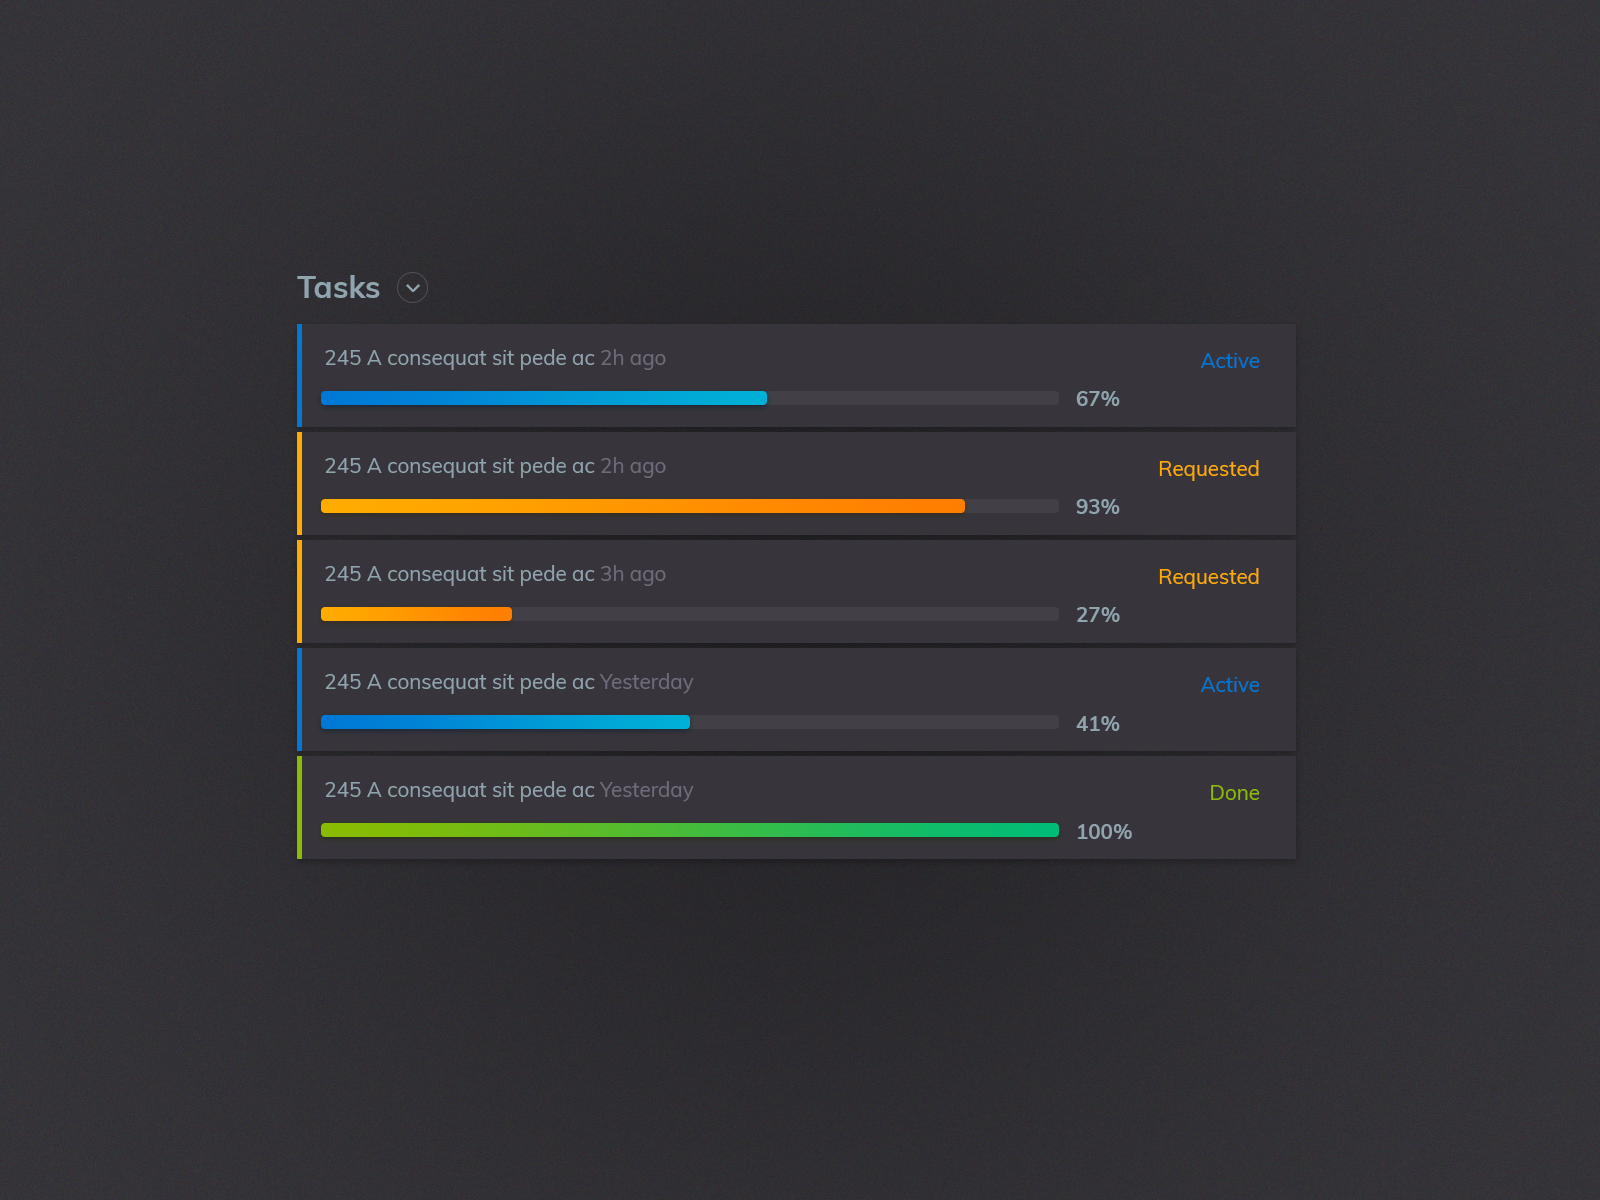 Tasks
245 A consequat sit pede ac 2h ago
Active
67%
245 A consequat sit pede ac 2h ago
Requested
93%
245 A consequat sit pede ac 3h ago
Requested
27%
245 A consequat sit pede ac Yesterday
Active
41%
245 A consequat sit pede ac Yesterday
Done
100%